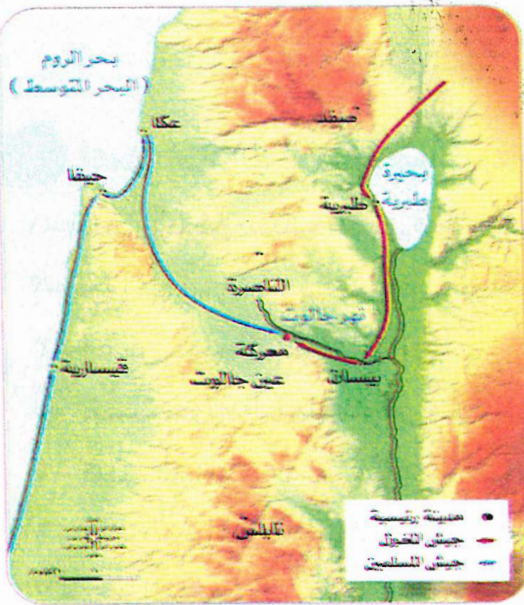 بحر الروم
( البحر المتوسط )
عكا
صفد
حيفا
بحيرة
طبرية
طبرية
الناصرة
نهر جالوت
معركة
عين جالوت
بيسان
قيسارية
نابلس
مدينة رئيسية
جيش المغول
جيش المسلمين